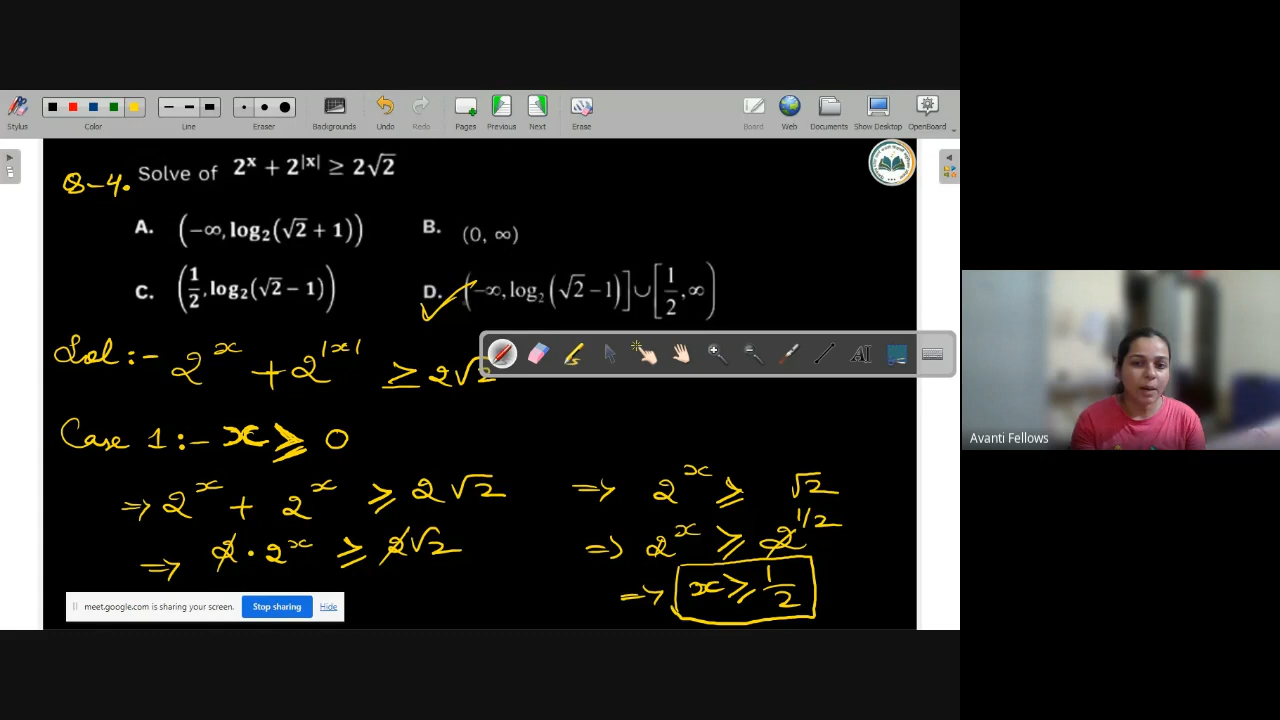 Stylus Color Line Eraser Backgrounds Undo Redo Pages Previous Next Erase Board Web Documents Show Desktop OpenBoard
Q-4. Solve of 2^x + 2^|x| ≥ 2√2
A. (−∞, log₂(√2 + 1))
B. (0, ∞)
C. (1/2, log₂(√2 − 1))
D. (−∞, log₂(√2−1)] ∪ [1/2, ∞)
Sol :- 2^x + 2^|x| ≥ 2√2
Case 1 :- x ≥ 0
⇒ 2^x + 2^x ≥ 2√2
⇒ 2 · 2^x ≥ 2√2
⇒ 2^x ≥ √2
⇒ 2^x ≥ 2^1/2
⇒ x ≥ 1/2
AI
meet.google.com is sharing your screen. Stop sharing Hide
Avanti Fellows